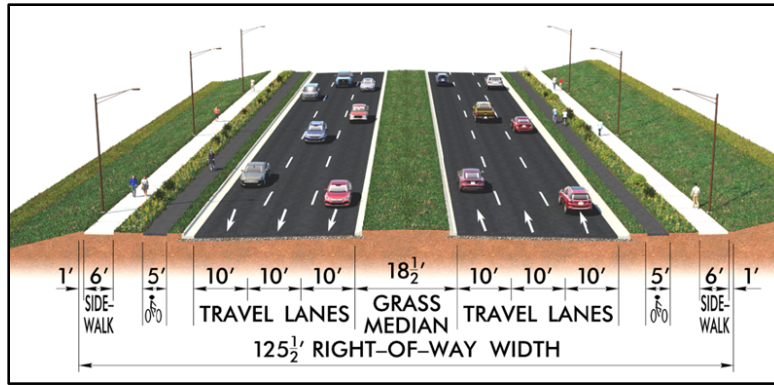 1' 6' 5' 10' 10' 10' 18½' 10' 10' 10' 5' 6' 1'
SIDE-
WALK
TRAVEL LANES
GRASS
MEDIAN
TRAVEL LANES
SIDE-
WALK
125½' RIGHT-OF-WAY WIDTH